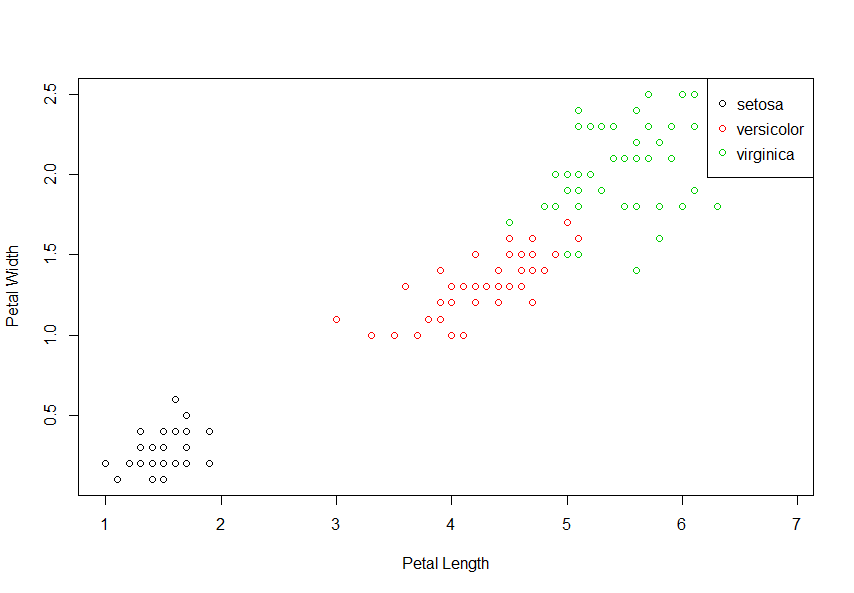 setosa
versicolor
virginica
2.5
2.0
1.5
1.0
0.5
Petal Width
1 2 3 4 5 6 7
Petal Length